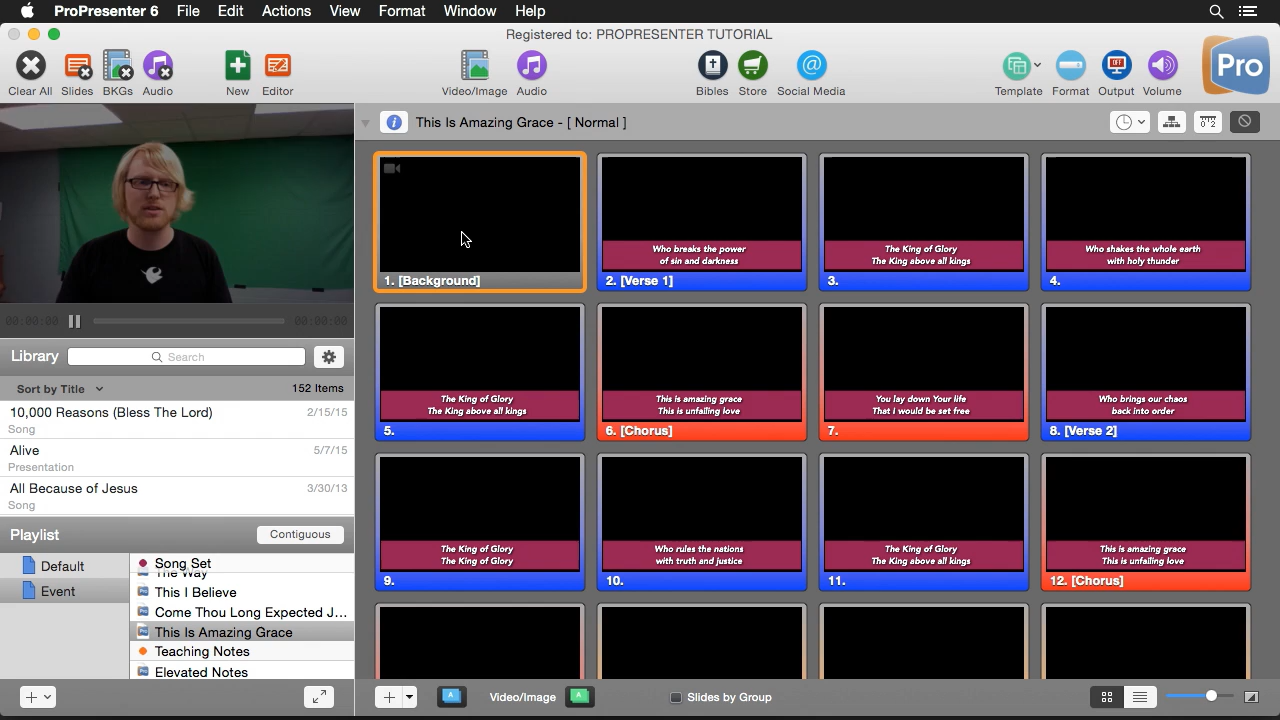 ProPresenter 6 File Edit Actions View Format Window Help
Registered to: PROPRESENTER TUTORIAL
Clear All Slides BKGs Audio New Editor Video/Image Audio Bibles Store Social Media Template Format Output Volume
OFF
Pro
This Is Amazing Grace - [ Normal ]
1. [Background]
Who breaks the power
of sin and darkness
2. [Verse 1]
The King of Glory
The King above all kings
3.
Who shakes the whole earth
with holy thunder
4.
The King of Glory
The King above all kings
5.
This is amazing grace
This is unfailing love
6. [Chorus]
You lay down Your life
That I would be set free
7.
Who brings our chaos
back into order
8. [Verse 2]
The King of Glory
The King of Glory
9.
Who rules the nations
with truth and justice
10.
The King of Glory
The King above all kings
11.
This is amazing grace
This is unfailing love
12. [Chorus]
00:00:00 00:00:00
Library Search
Sort by Title 152 Items
10,000 Reasons (Bless The Lord) 2/15/15
Song
Alive 5/7/15
Presentation
All Because of Jesus 3/30/13
Song
Playlist Contiguous
Default
Event
Song Set
The Way
This I Believe
Come Thou Long Expected J...
This Is Amazing Grace
Teaching Notes
Elevated Notes
Video/Image
Slides by Group